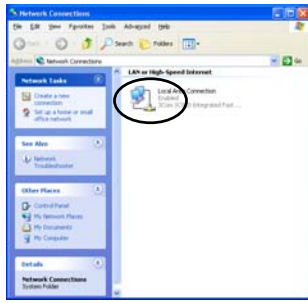 Network Connections
File Edit View Favorites Tools Advanced Help
Back Search Folders
Address Network Connections Go
Network Tasks
Create a new
connection
Set up a home or small
office network
See Also
Network
Troubleshooter
Other Places
Control Panel
My Network Places
My Documents
My Computer
Details
Network Connections
System Folder
LAN or High-Speed Internet
Local Area Connection
Enabled
Integrated Fast ...